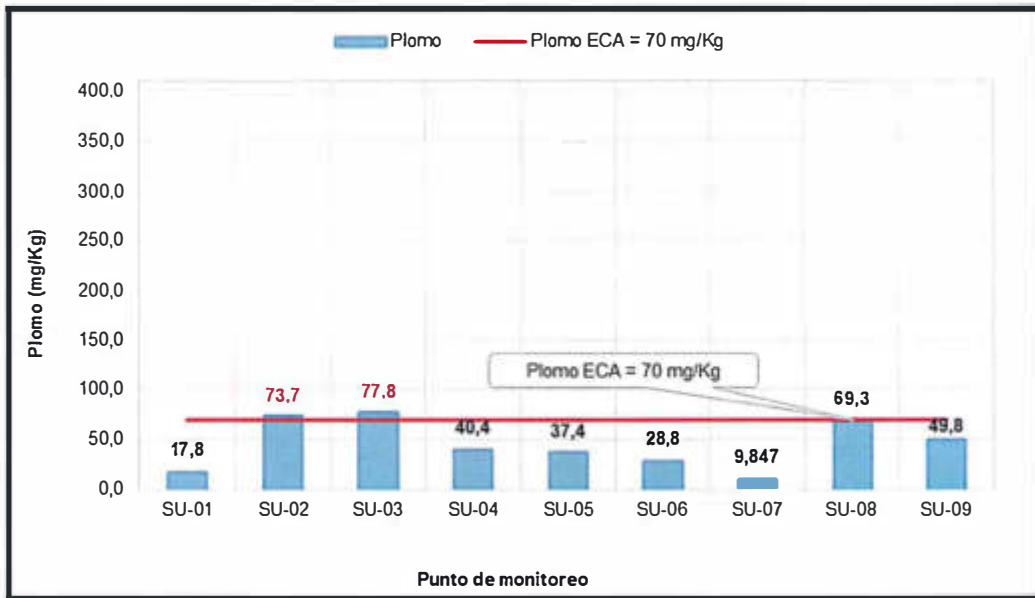 Plomo Plomo ECA = 70 mg/Kg
Plomo (mg/Kg)
400,0
350,0
300,0
250,0
200,0
150,0
100,0
50,0
0,0
Plomo ECA = 70 mg/Kg
17,8 73,7 77,8 40,4 37,4 28,8 9,847 69,3 49,8
SU-01 SU-02 SU-03 SU-04 SU-05 SU-06 SU-07 SU-08 SU-09
Punto de monitoreo